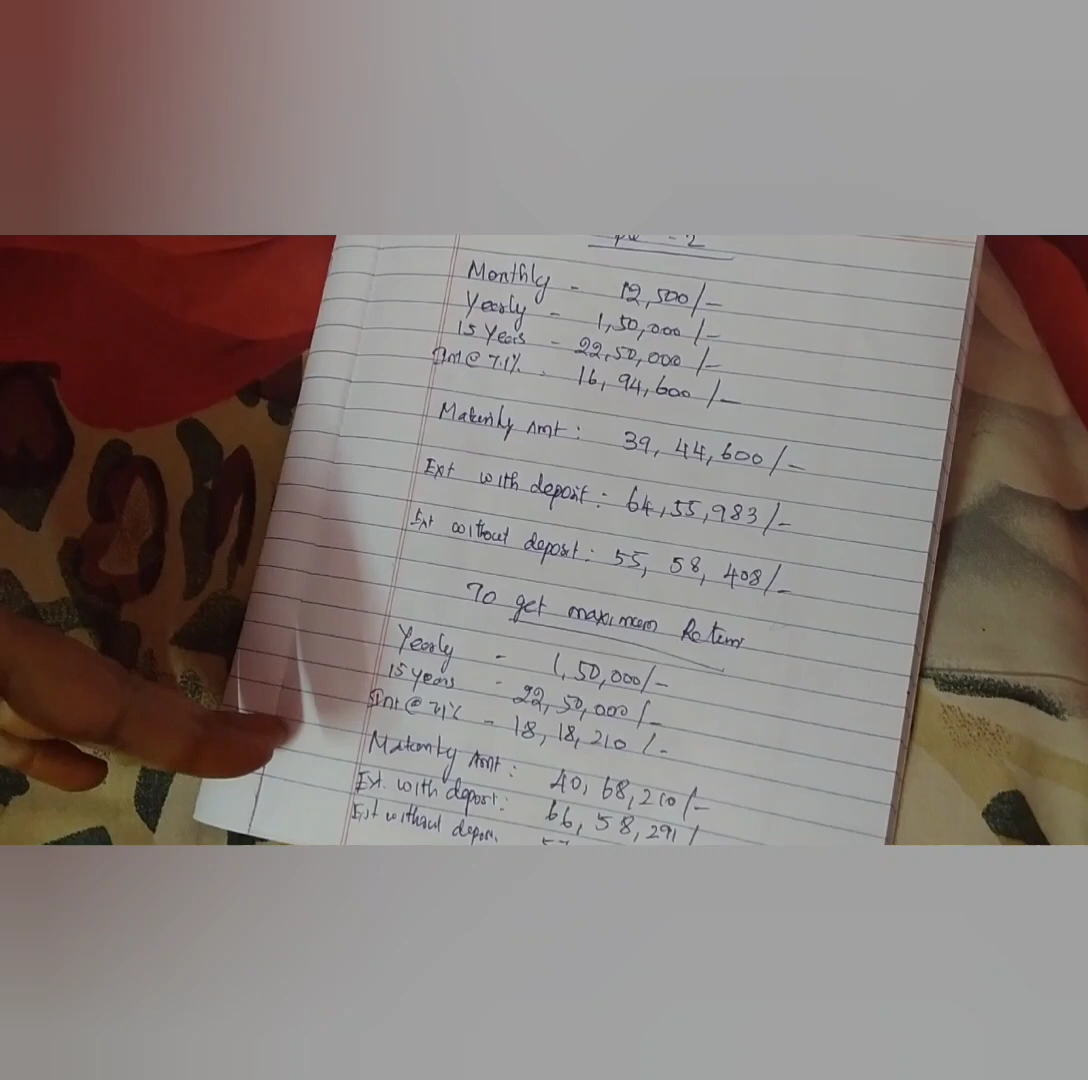 - 2
Monthly - 12,500/-
Yearly - 1,50,000/-
15 Years - 22,50,000/-
Int @ 7.1% - 16,94,600/-
Maturity Amt : 39,44,600/-
Ext with deposit : 64,55,983/-
Ext without deposit : 55,58,408/-
To get maximum Return
Yearly - 1,50,000/-
15 years - 22,50,000/-
Int @ 7.1% - 18,18,210/-
Maturity Amt : 40,68,210/-
Ext. with deposit : 66,58,291/
Ext without